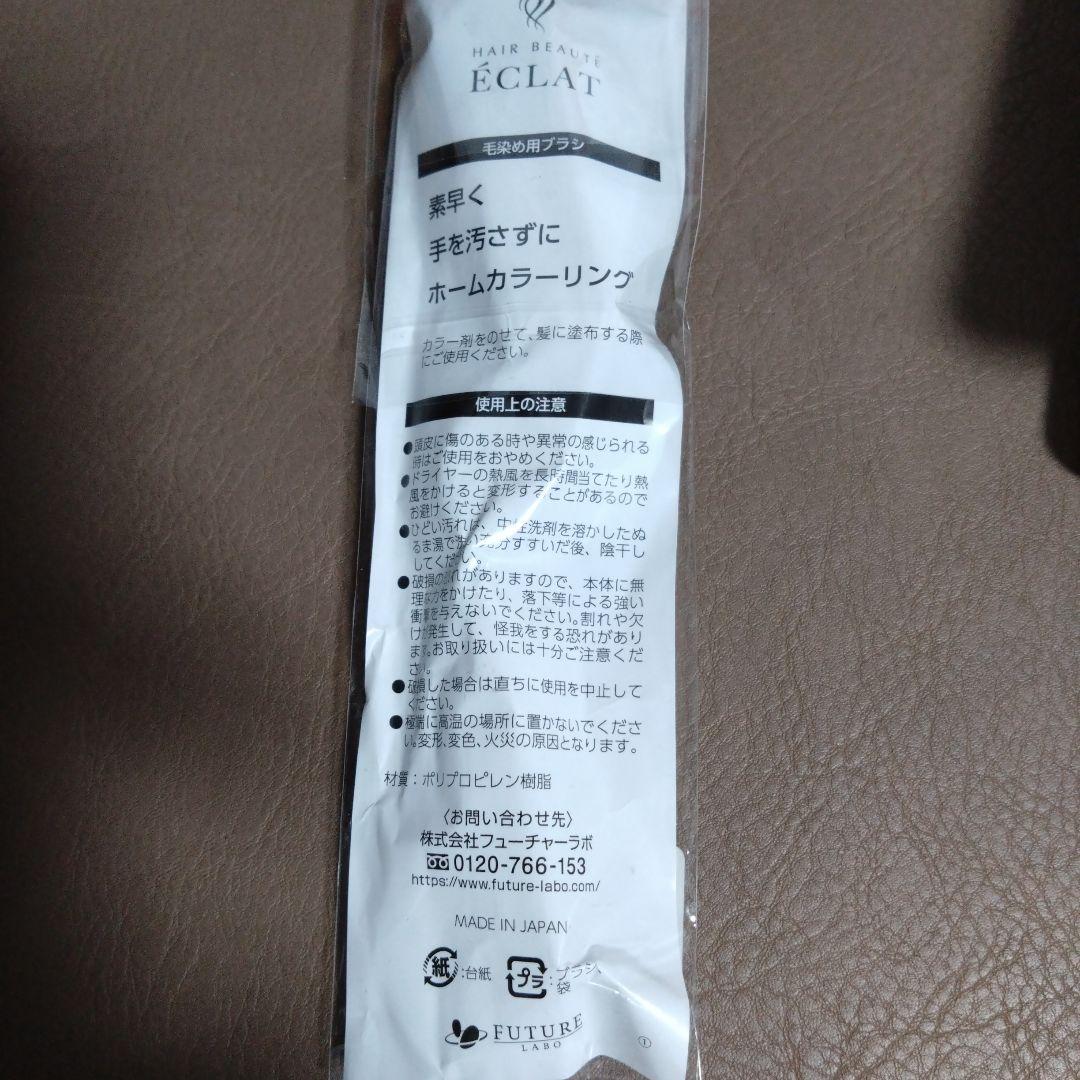 HAIR BEAUTÉ
ÉCLAT
毛染め用ブラシ
素早く
手を汚さずに
ホームカラーリング
カラー剤をのせて、髪に塗布する際
にご使用ください。
使用上の注意
●頭皮に傷のある時や異常の感じられる
時はご使用をおやめください。
●ドライヤーの熱風を長時間当てたり熱
風をかけると変形することがあるので
お避けください。
●ひどい汚れは、中性洗剤を溶かしたぬ
るま湯で洗い充分すすいだ後、陰干し
してください。
●破損の恐れがありますので、本体に無
理な力をかけたり、落下等による強い
衝撃を与えないでください。割れや欠
けが発生して、怪我をする恐れがあり
ます。お取り扱いには十分ご注意くだ
さい。
●破損した場合は直ちに使用を中止して
ください。
●極端に高温の場所に置かないでくださ
い。変形、変色、火災の原因となります。
材質：ポリプロピレン樹脂
〈お問い合わせ先〉
株式会社フューチャーラボ
0120-766-153
https://www.future-labo.com/
MADE IN JAPAN
紙:台紙 プラ:ブラシ、
袋
FUTURE
LABO
①